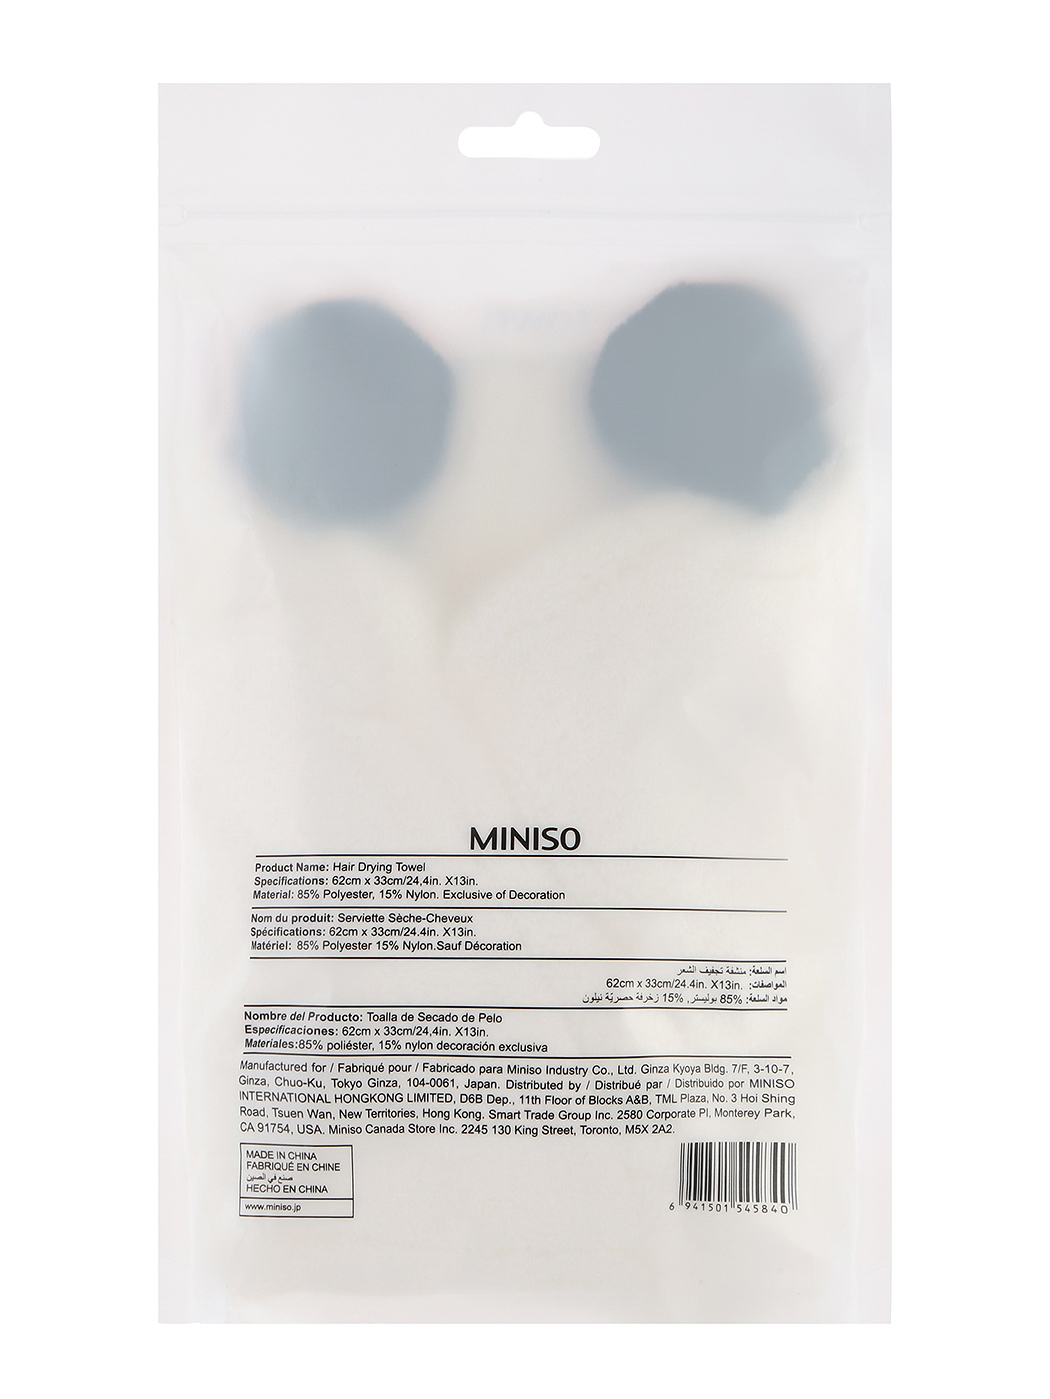 MINISO
Product Name: Hair Drying Towel
Specifications: 62cm x 33cm/24,4in. X13in.
Material: 85% Polyester, 15% Nylon. Exclusive of Decoration
Nom du produit: Serviette Sèche-Cheveux
Spécifications: 62cm x 33cm/24.4in. X13in.
Matériel: 85% Polyester 15% Nylon.Sauf Décoration
اسم السلعة: منشفة تجفيف الشعر
المواصفات: 62cm x 33cm/24.4in. X13in.
مواد السلعة: 85% بوليستر, 15% زخرفة حصريّة نيلون
Nombre del Producto: Toalla de Secado de Pelo
Especificaciones: 62cm x 33cm/24,4in. X13in.
Materiales:85% poliéster, 15% nylon decoración exclusiva
Manufactured for / Fabriqué pour / Fabricado para Miniso Industry Co., Ltd. Ginza Kyoya Bldg. 7/F, 3-10-7,
Ginza, Chuo-Ku, Tokyo Ginza, 104-0061, Japan. Distributed by / Distribué par / Distribuido por MINISO
INTERNATIONAL HONGKONG LIMITED, D6B Dep., 11th Floor of Blocks A&B, TML Plaza, No. 3 Hoi Shing
Road, Tsuen Wan, New Territories, Hong Kong. Smart Trade Group Inc. 2580 Corporate Pl, Monterey Park,
CA 91754, USA. Miniso Canada Store Inc. 2245 130 King Street, Toronto, M5X 2A2.
MADE IN CHINA
FABRIQUÉ EN CHINE
صنع في الصين
HECHO EN CHINA
www.miniso.jp
6 941501 545840